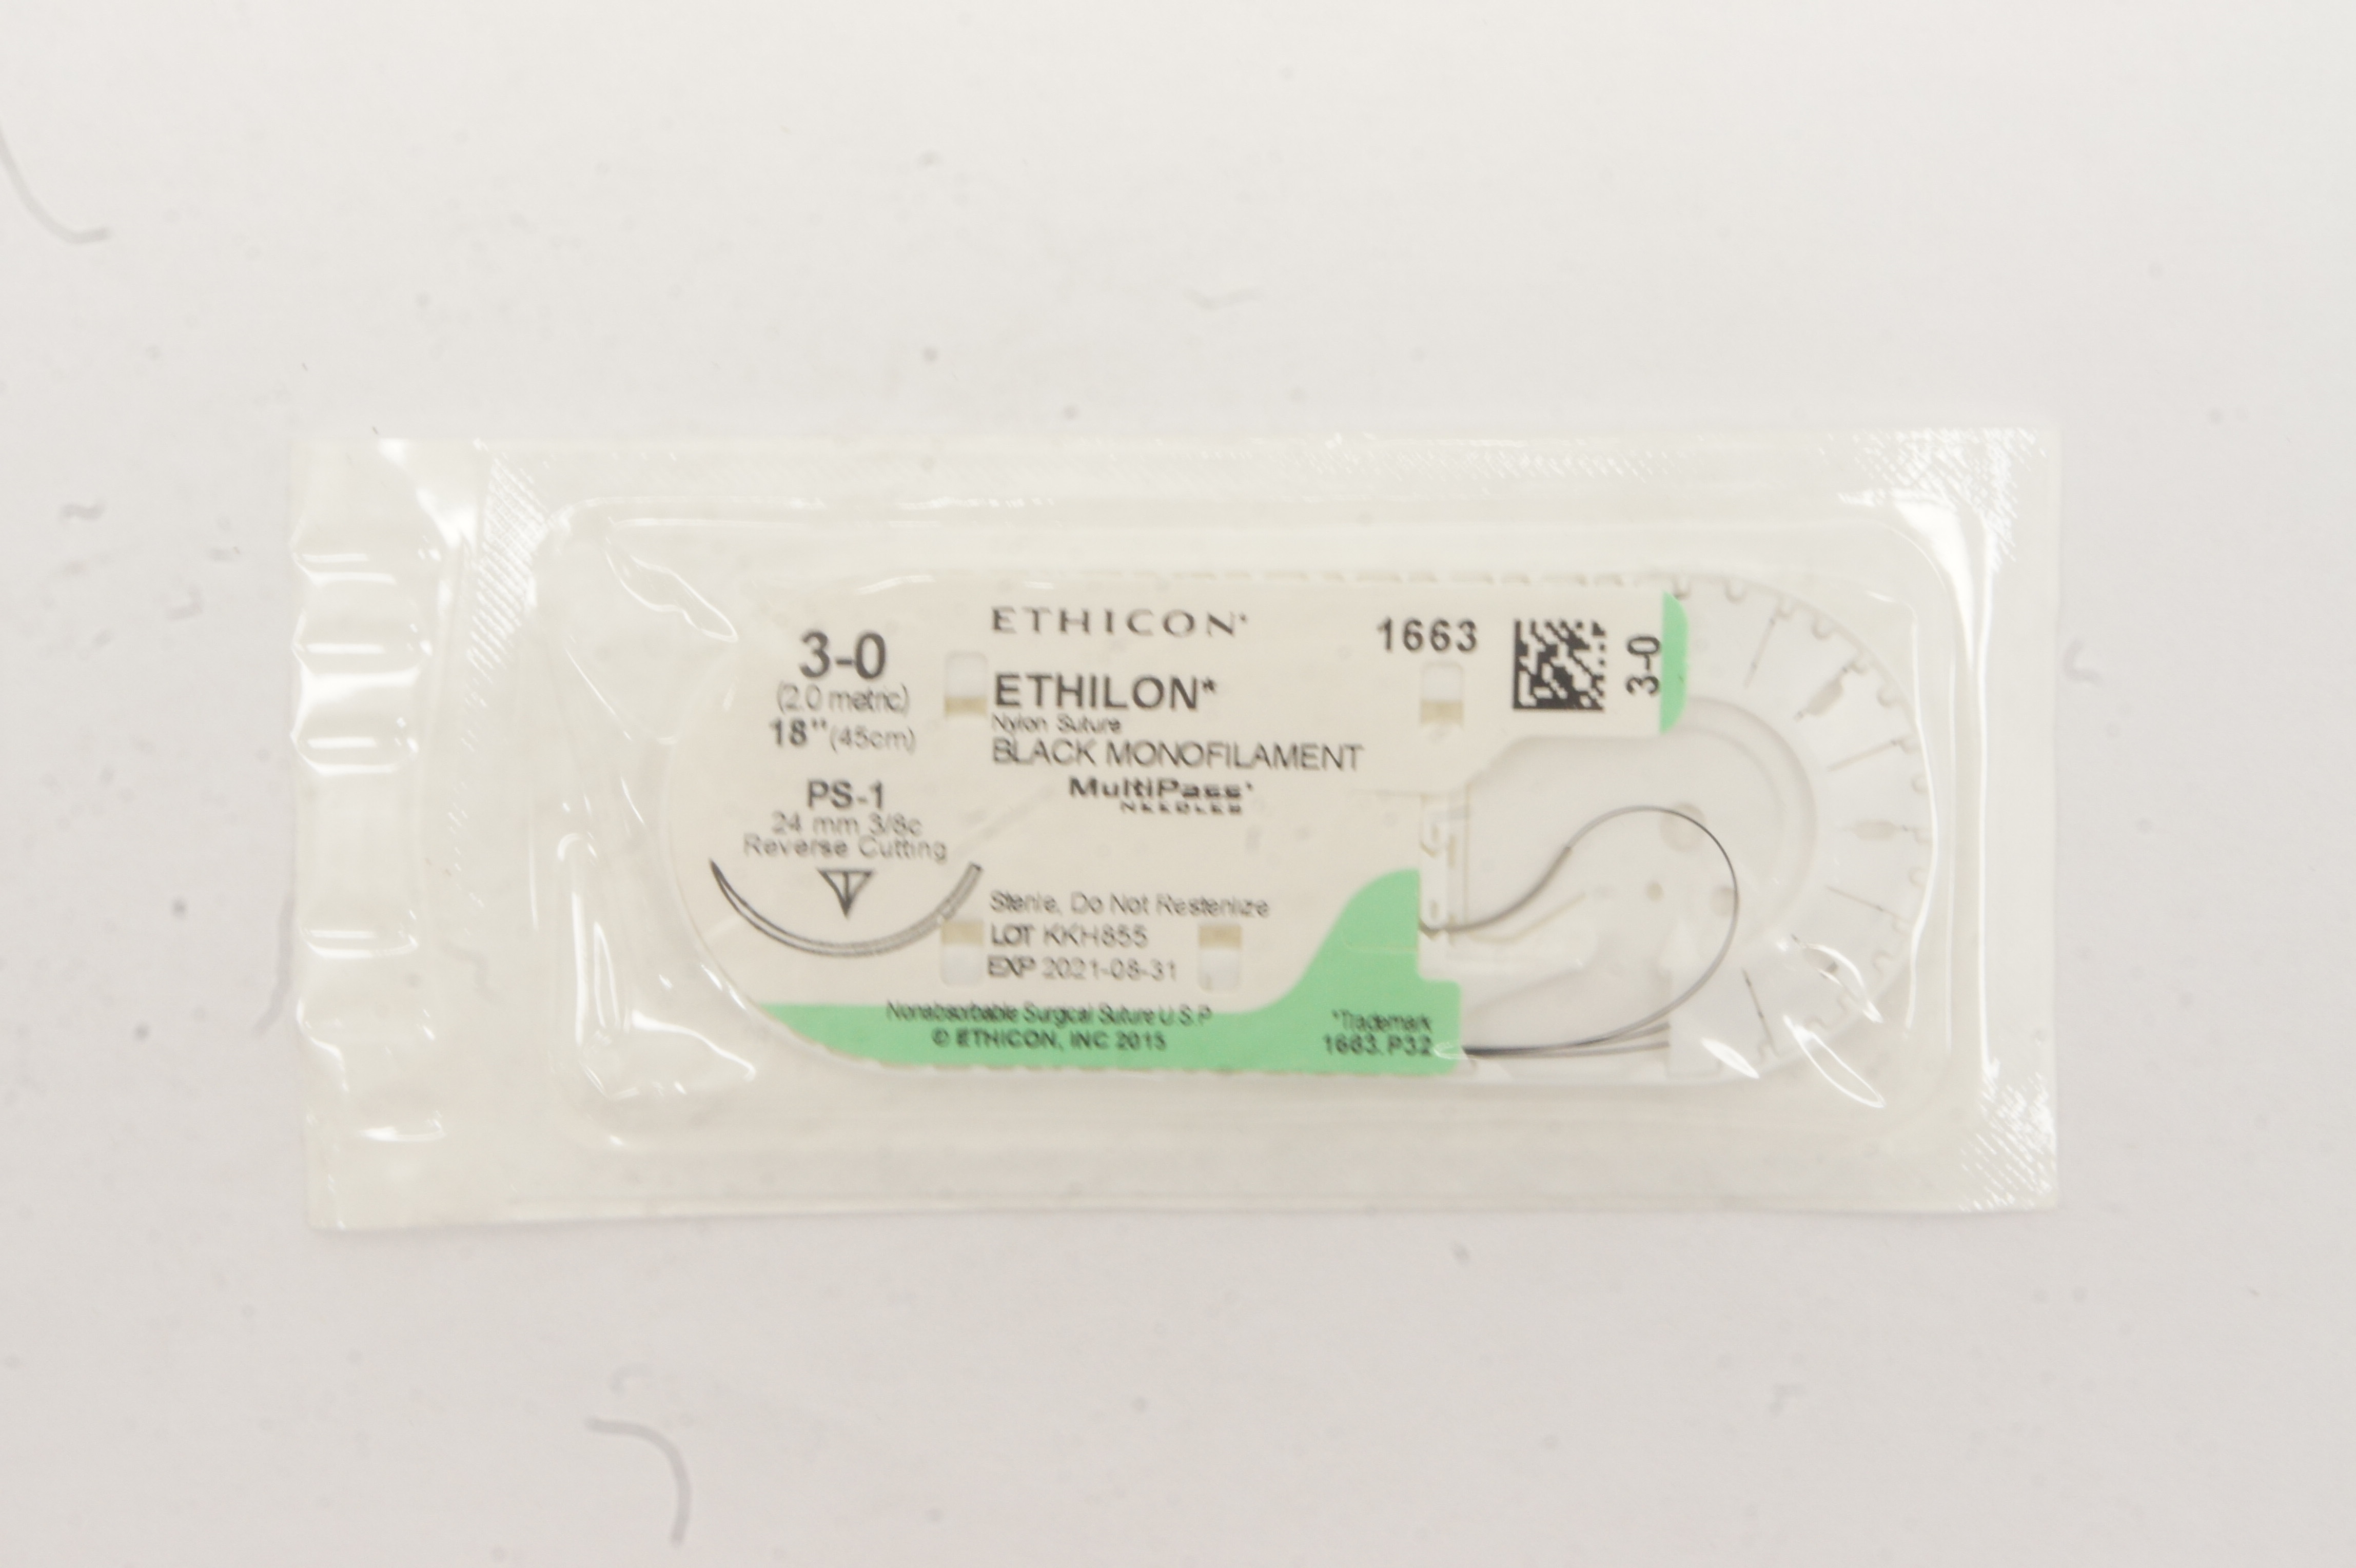 3-0
(2.0 metric)
18" (45cm)
PS-1
24 mm 3/8c
Reverse Cutting
ETHICON*
ETHILON*
Nylon Suture
BLACK MONOFILAMENT
MultiPass*
NEEDLES
1663
3-0
Sterile, Do Not Resterilize
LOT KKH855
EXP 2021-08-31
Nonabsorbable Surgical Suture U.S.P.
© ETHICON, INC 2015
*Trademark
1663.P32